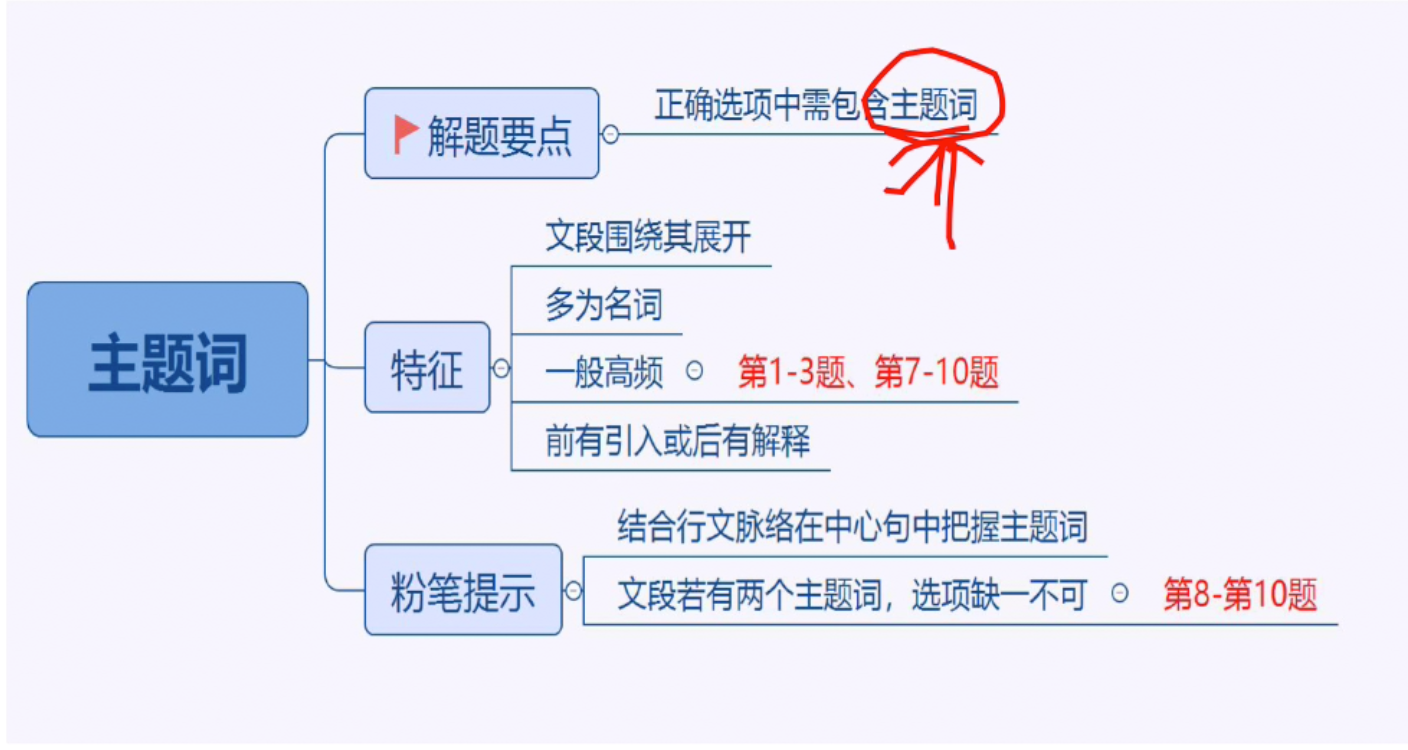 正确选项中需包含主题词
解题要点
文段围绕其展开
多为名词
主题词
特征
一般高频 第1-3题、第7-10题
前有引入或后有解释
结合行文脉络在中心句中把握主题词
粉笔提示
文段若有两个主题词，选项缺一不可 第8-第10题